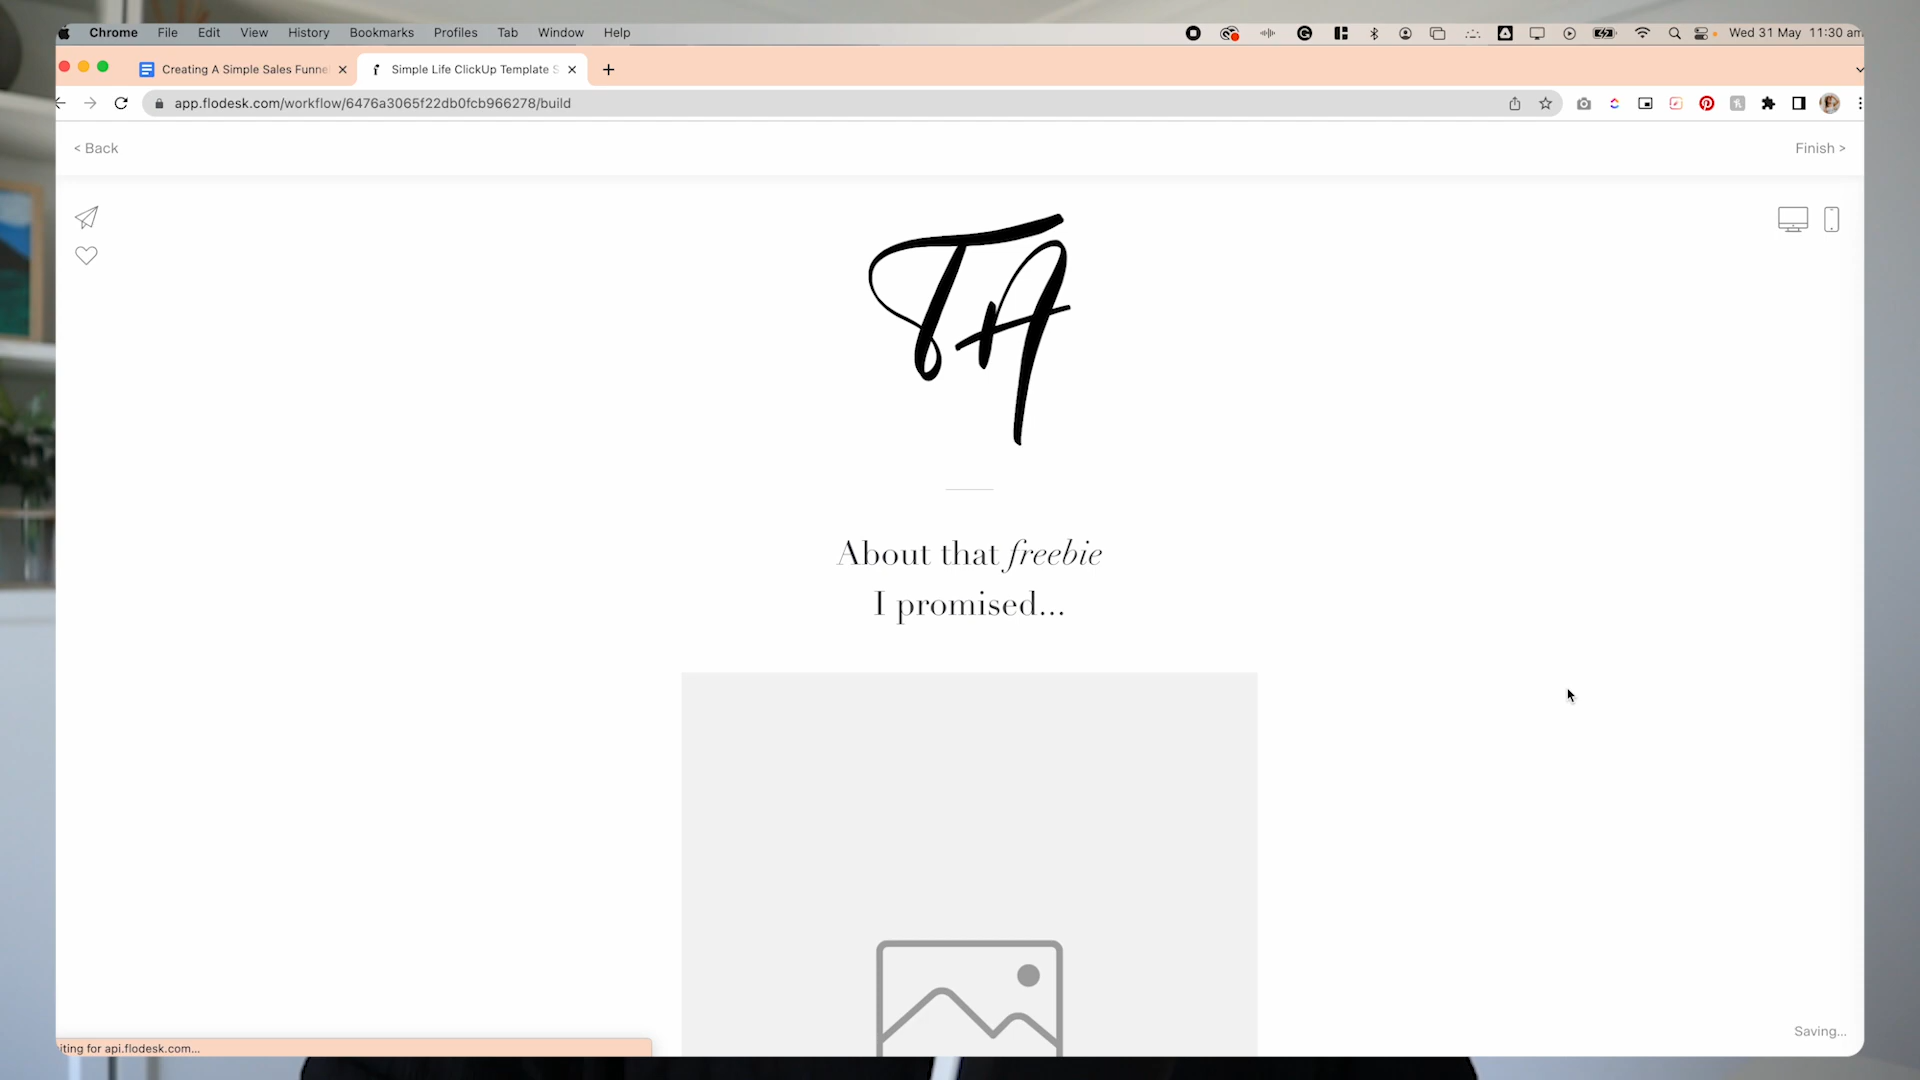 Chrome File Edit View History Bookmarks Profiles Tab Window Help Wed 31 May 11:30 am
Creating A Simple Sales Funne Simple Life ClickUp Template S
app.flodesk.com/workflow/6476a3065f22db0fcb966278/build
< Back Finish >
TA
About that freebie
I promised...
Saving...
iting for api.flodesk.com...